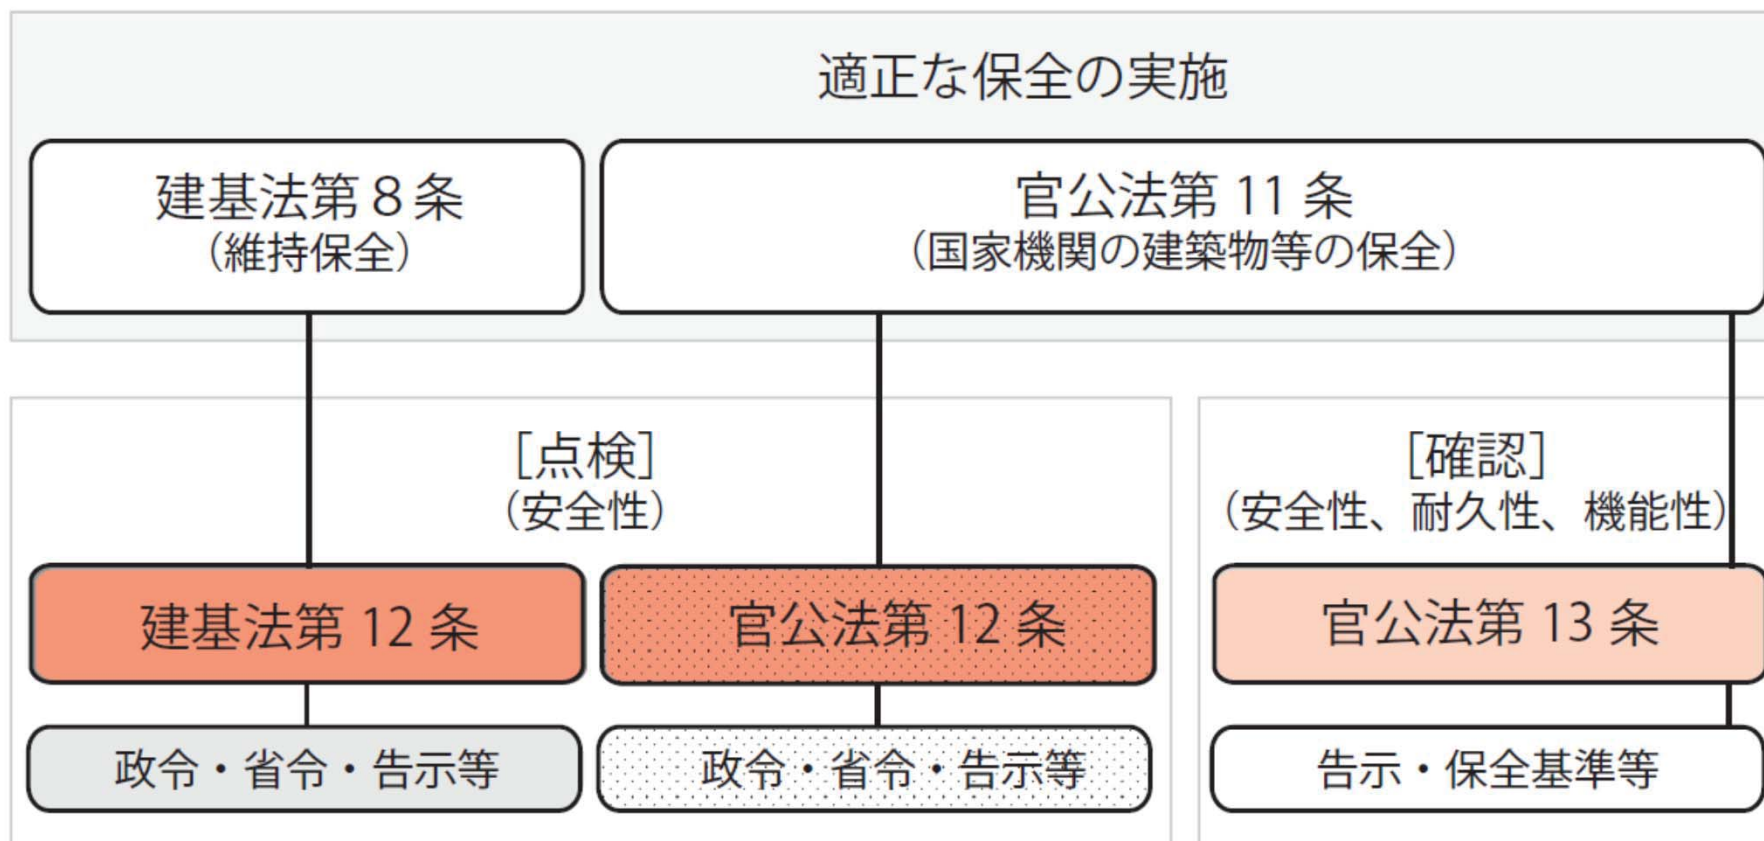 適正な保全の実施
建基法第8条
（維持保全）
官公法第 11 条
（国家機関の建築物等の保全）
［点検］
（安全性）
［確認］
（安全性、耐久性、機能性）
建基法第 12 条
官公法第 12 条
官公法第 13 条
政令・省令・告示等
政令・省令・告示等
告示・保全基準等